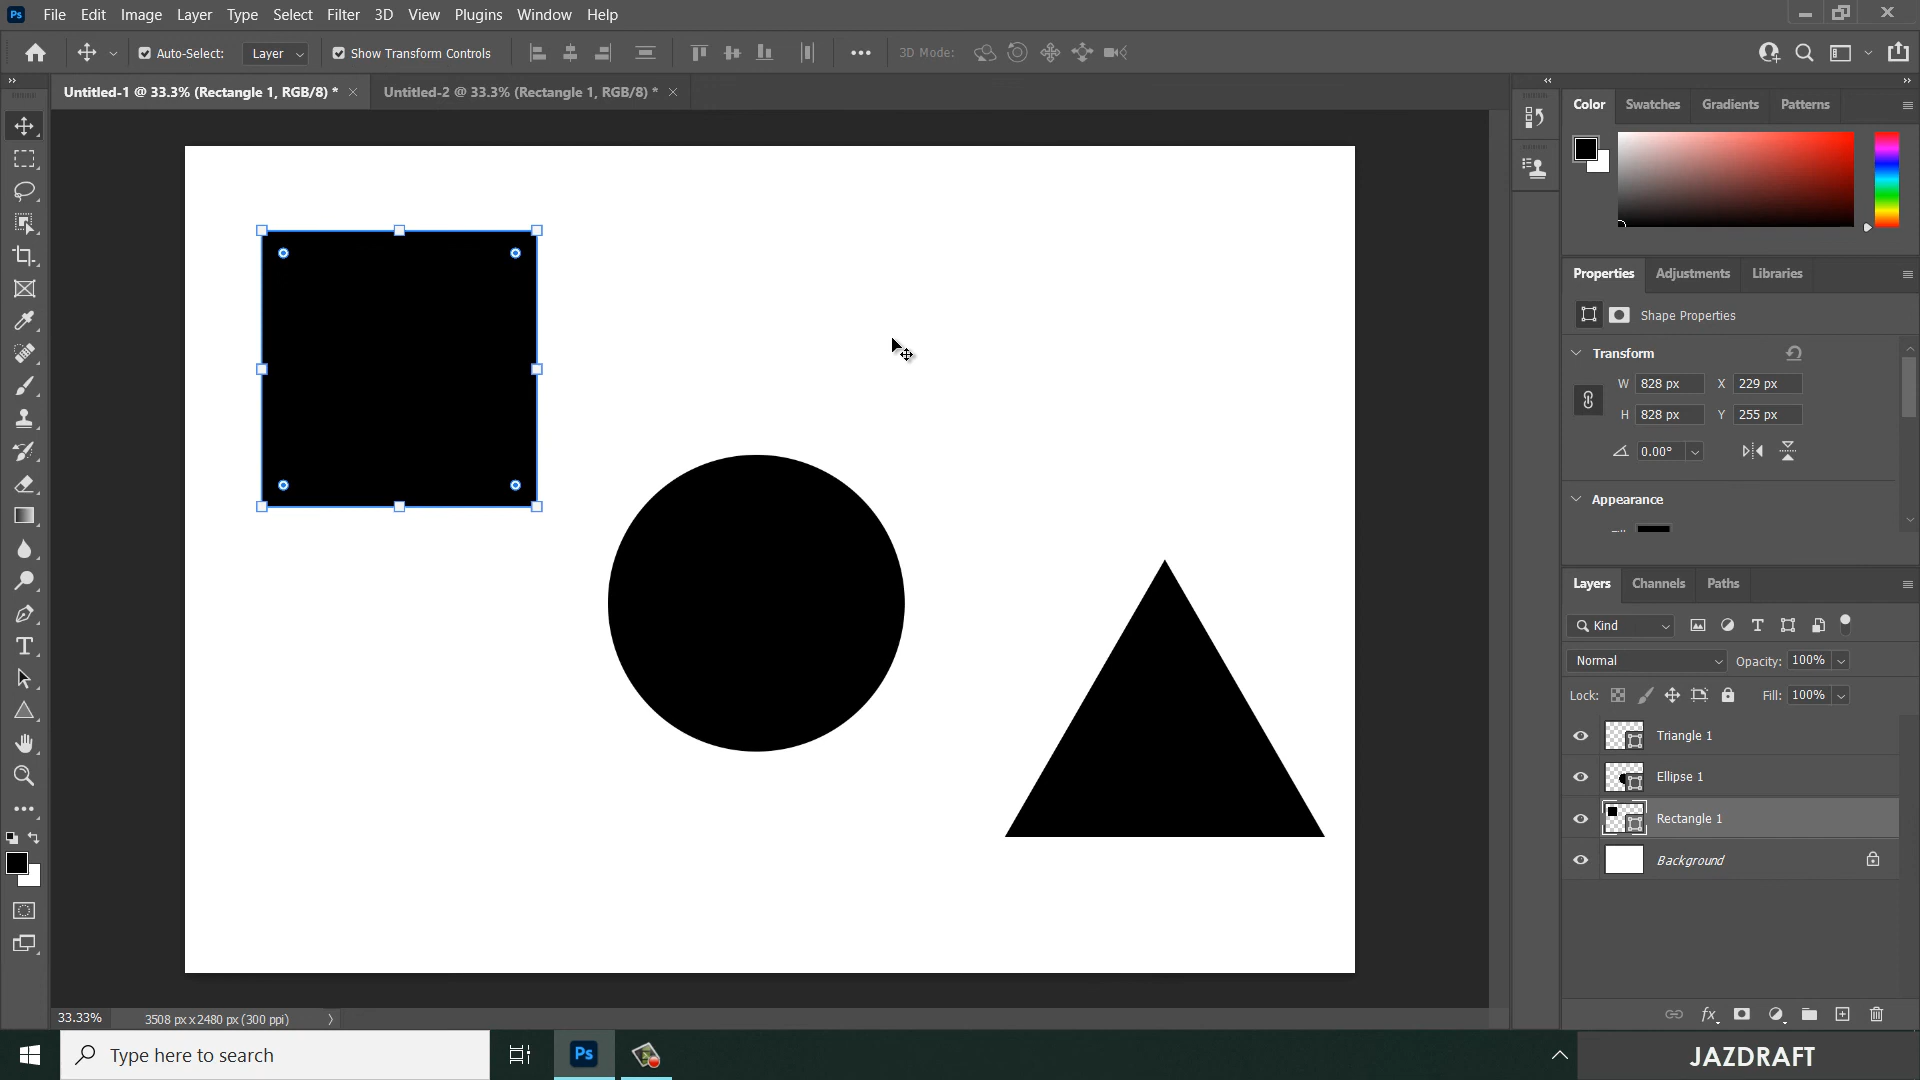 Ps File Edit Image Layer Type Select Filter 3D View Plugins Window Help
Auto-Select: Layer Show Transform Controls 3D Mode:
Untitled-1 @ 33.3% (Rectangle 1, RGB/8) * Untitled-2 @ 33.3% (Rectangle 1, RGB/8) *
Color Swatches Gradients Patterns
Properties Adjustments Libraries
Shape Properties
Transform
W 828 px X 229 px
H 828 px Y 255 px
0.00°
Appearance
Layers Channels Paths
Kind
Normal Opacity: 100%
Lock: Fill: 100%
Triangle 1
Ellipse 1
Rectangle 1
Background
fx
33.33% 3508 px x 2480 px (300 ppi)
Type here to search Ps JAZDRAFT